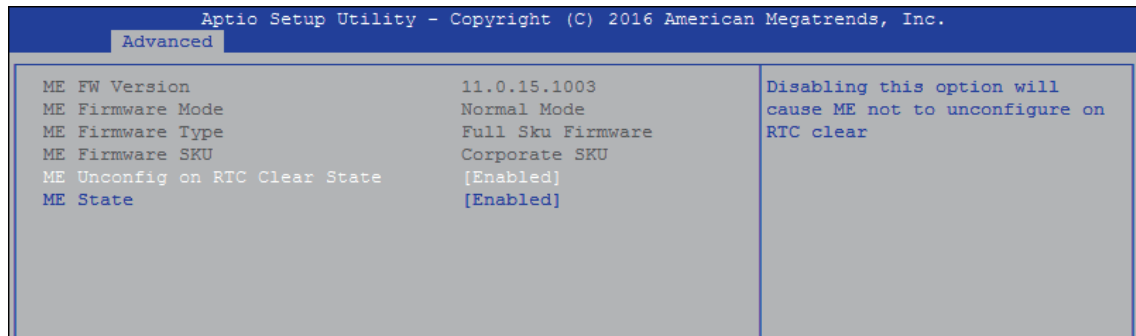 Aptio Setup Utility - Copyright (C) 2016 American Megatrends, Inc.
Advanced
ME FW Version 11.0.15.1003
ME Firmware Mode Normal Mode
ME Firmware Type Full Sku Firmware
ME Firmware SKU Corporate SKU
ME Unconfig on RTC Clear State [Enabled]
ME State [Enabled]
Disabling this option will
cause ME not to unconfigure on
RTC clear